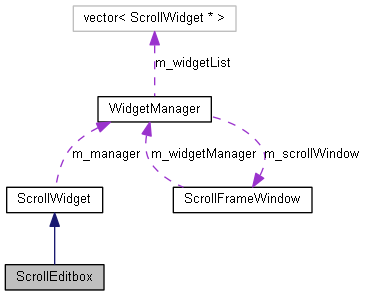 vector< ScrollWidget * >
m_widgetList
WidgetManager
m_manager
m_widgetManager
m_scrollWindow
ScrollWidget
ScrollFrameWindow
ScrollEditbox